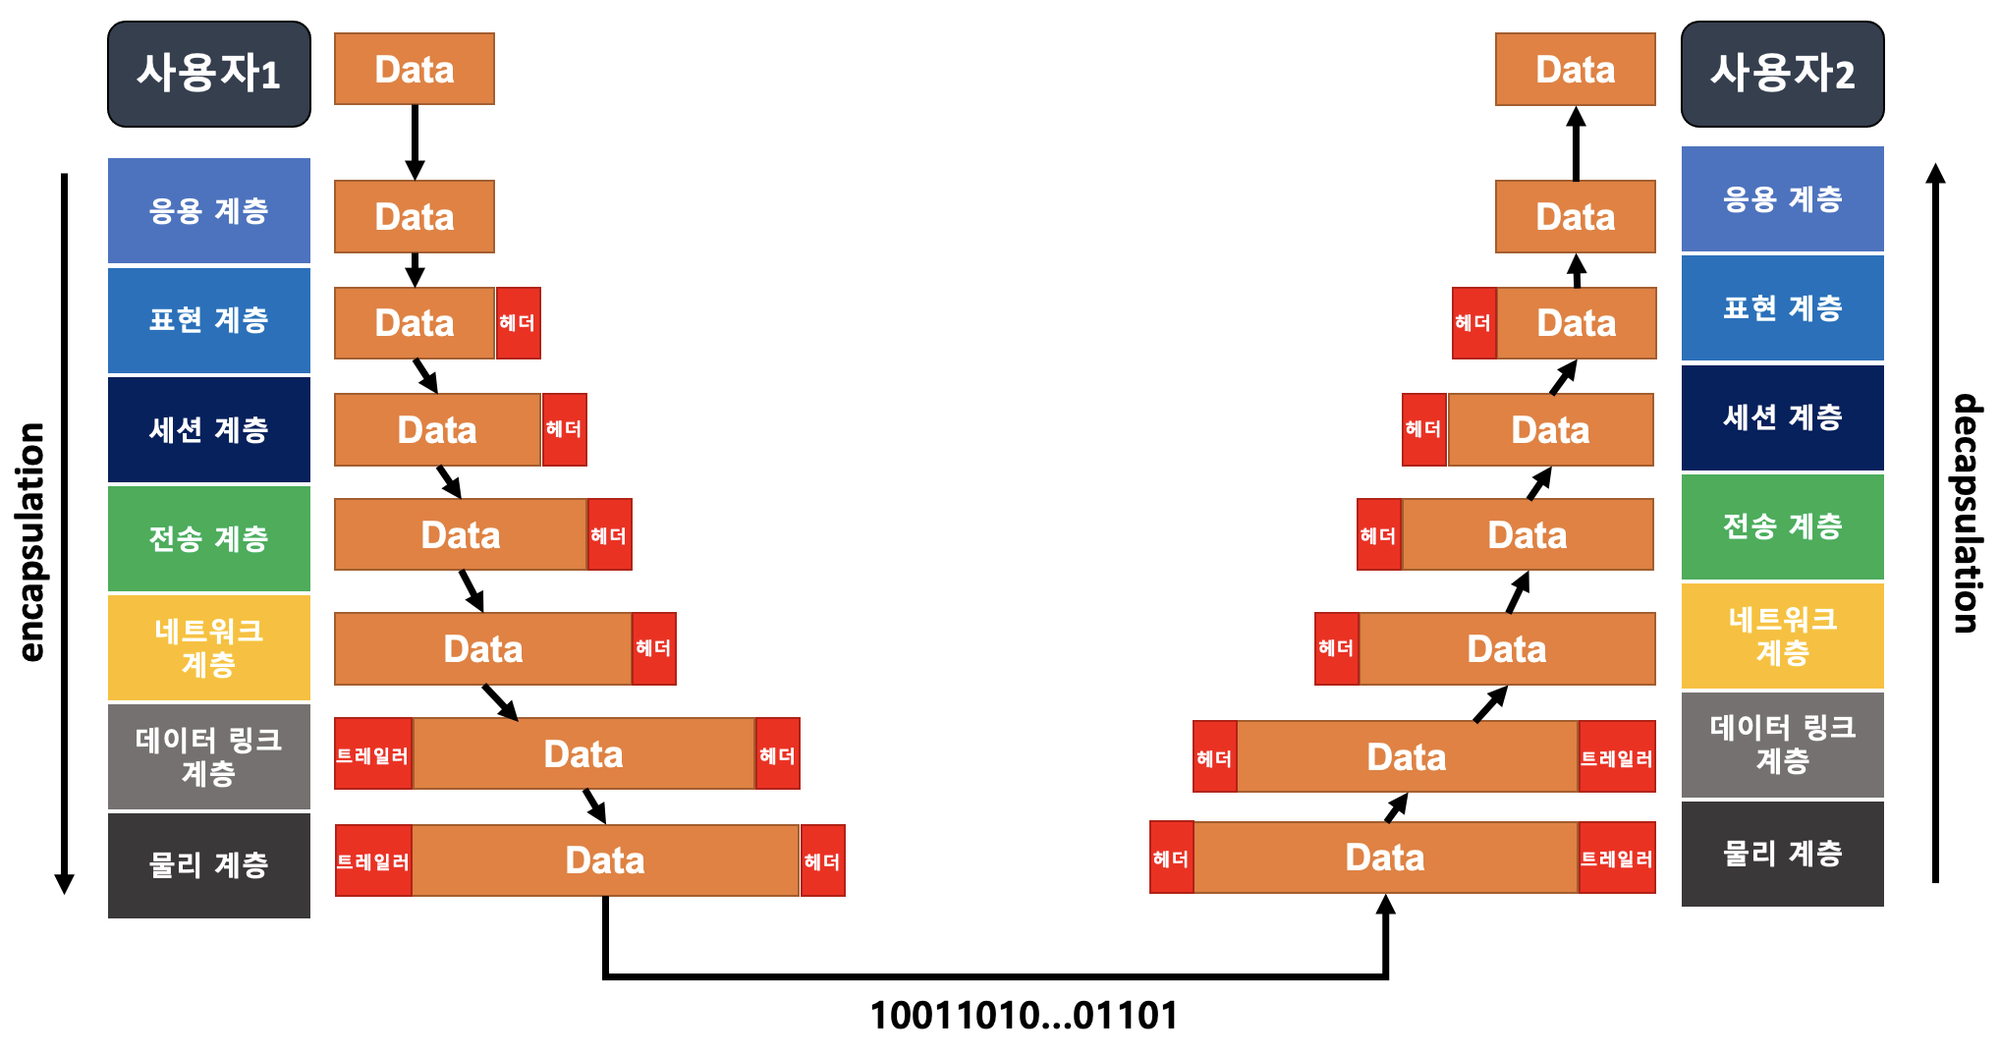 사용자1
Data
Data
사용자2
응용 계층
Data
Data
응용 계층
표현 계층
Data
헤더
헤더
Data
표현 계층
세션 계층
Data
헤더
헤더
Data
세션 계층
전송 계층
Data
헤더
헤더
Data
전송 계층
네트워크
계층
Data
헤더
헤더
Data
네트워크
계층
데이터 링크
계층
트레일러
Data
헤더
헤더
Data
트레일러
데이터 링크
계층
물리 계층
트레일러
Data
헤더
헤더
Data
트레일러
물리 계층
encapsulation
decapsulation
10011010...01101